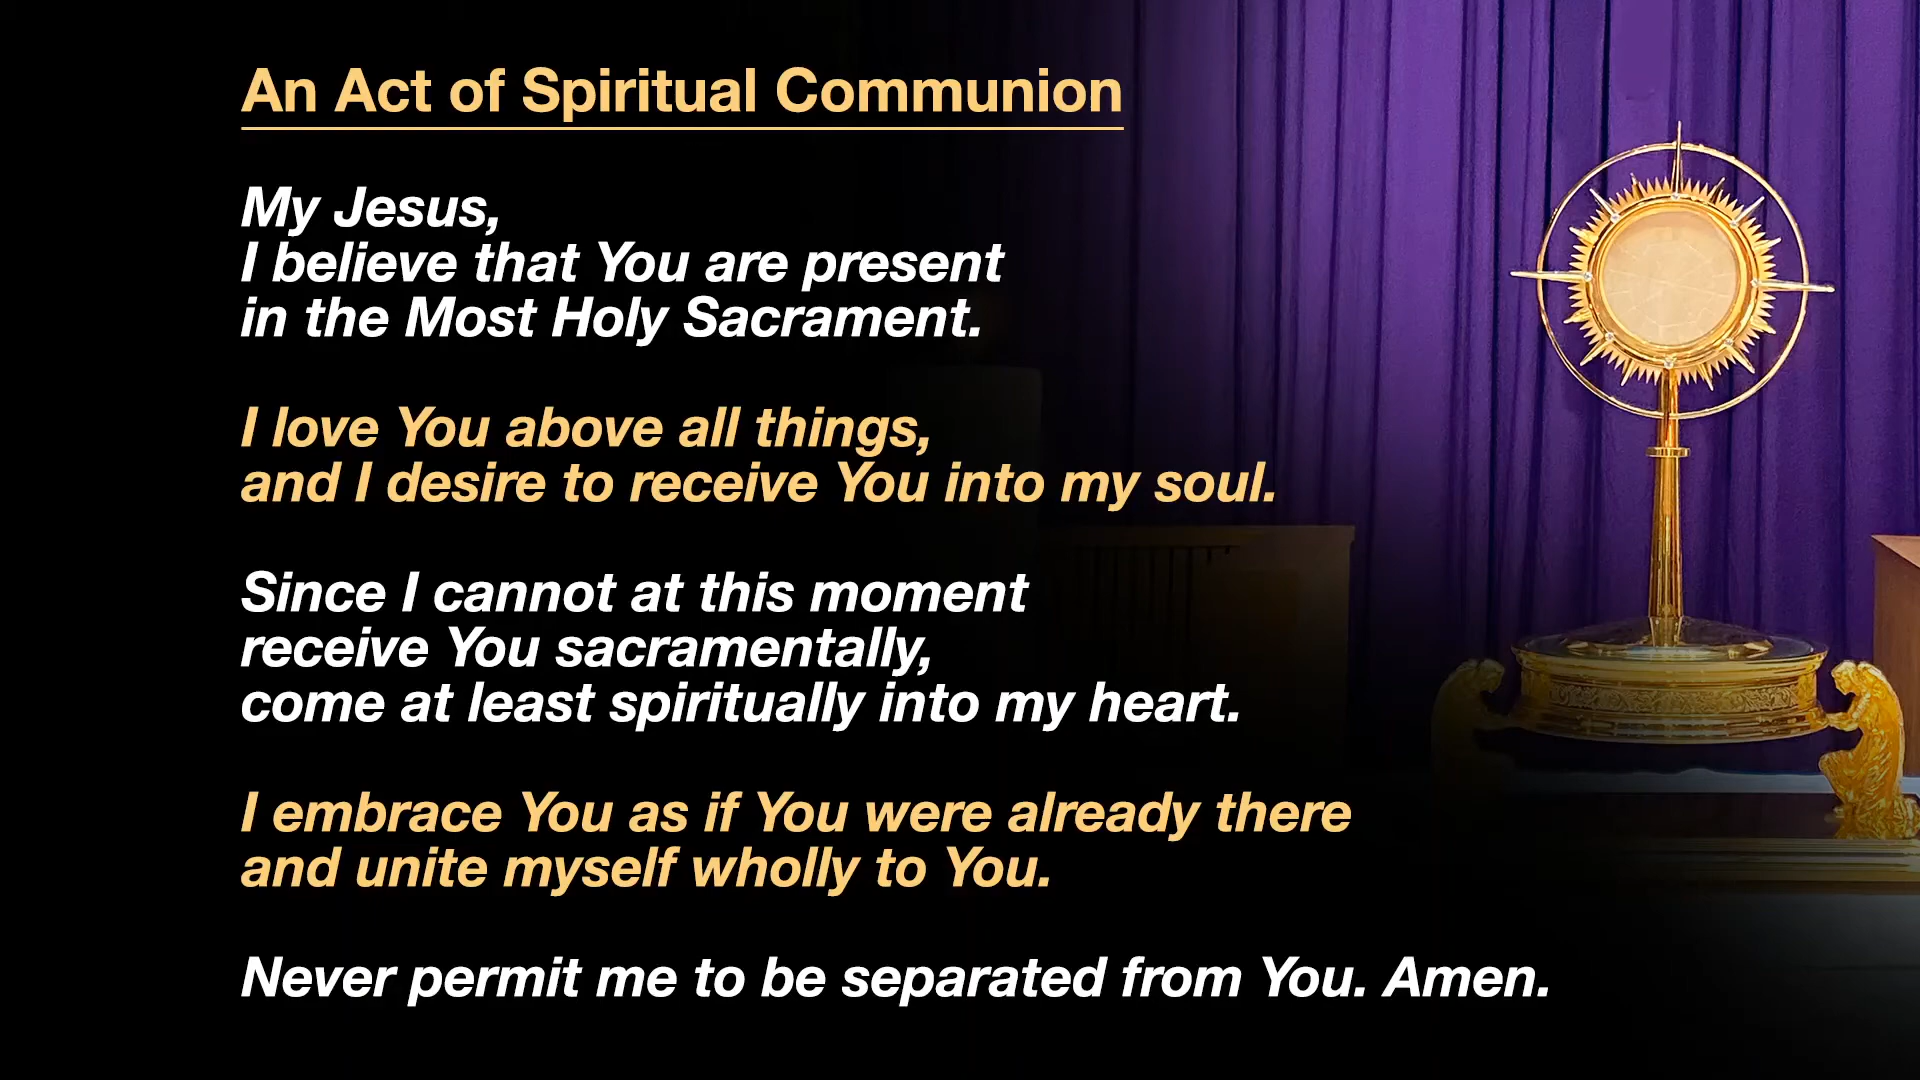 An Act of Spiritual Communion
My Jesus,
I believe that You are present
in the Most Holy Sacrament.
I love You above all things,
and I desire to receive You into my soul.
Since I cannot at this moment
receive You sacramentally,
come at least spiritually into my heart.
I embrace You as if You were already there
and unite myself wholly to You.
Never permit me to be separated from You. Amen.